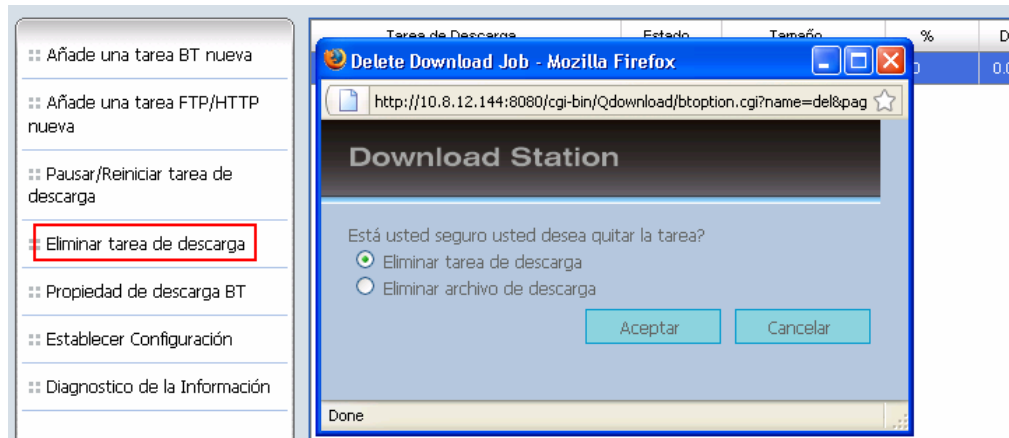 Añade una tarea BT nueva
Añade una tarea FTP/HTTP
nueva
Pausar/Reiniciar tarea de
descarga
Eliminar tarea de descarga
Propiedad de descarga BT
Establecer Configuración
Diagnostico de la Información
Tarea de Descarga Estado Tamaño % D
0.0
Delete Download Job - Mozilla Firefox
http://10.8.12.144:8080/cgi-bin/Qdownload/btoption.cgi?name=del&pag
Download Station
Está usted seguro usted desea quitar la tarea?
Eliminar tarea de descarga
Eliminar archivo de descarga
Aceptar Cancelar
Done